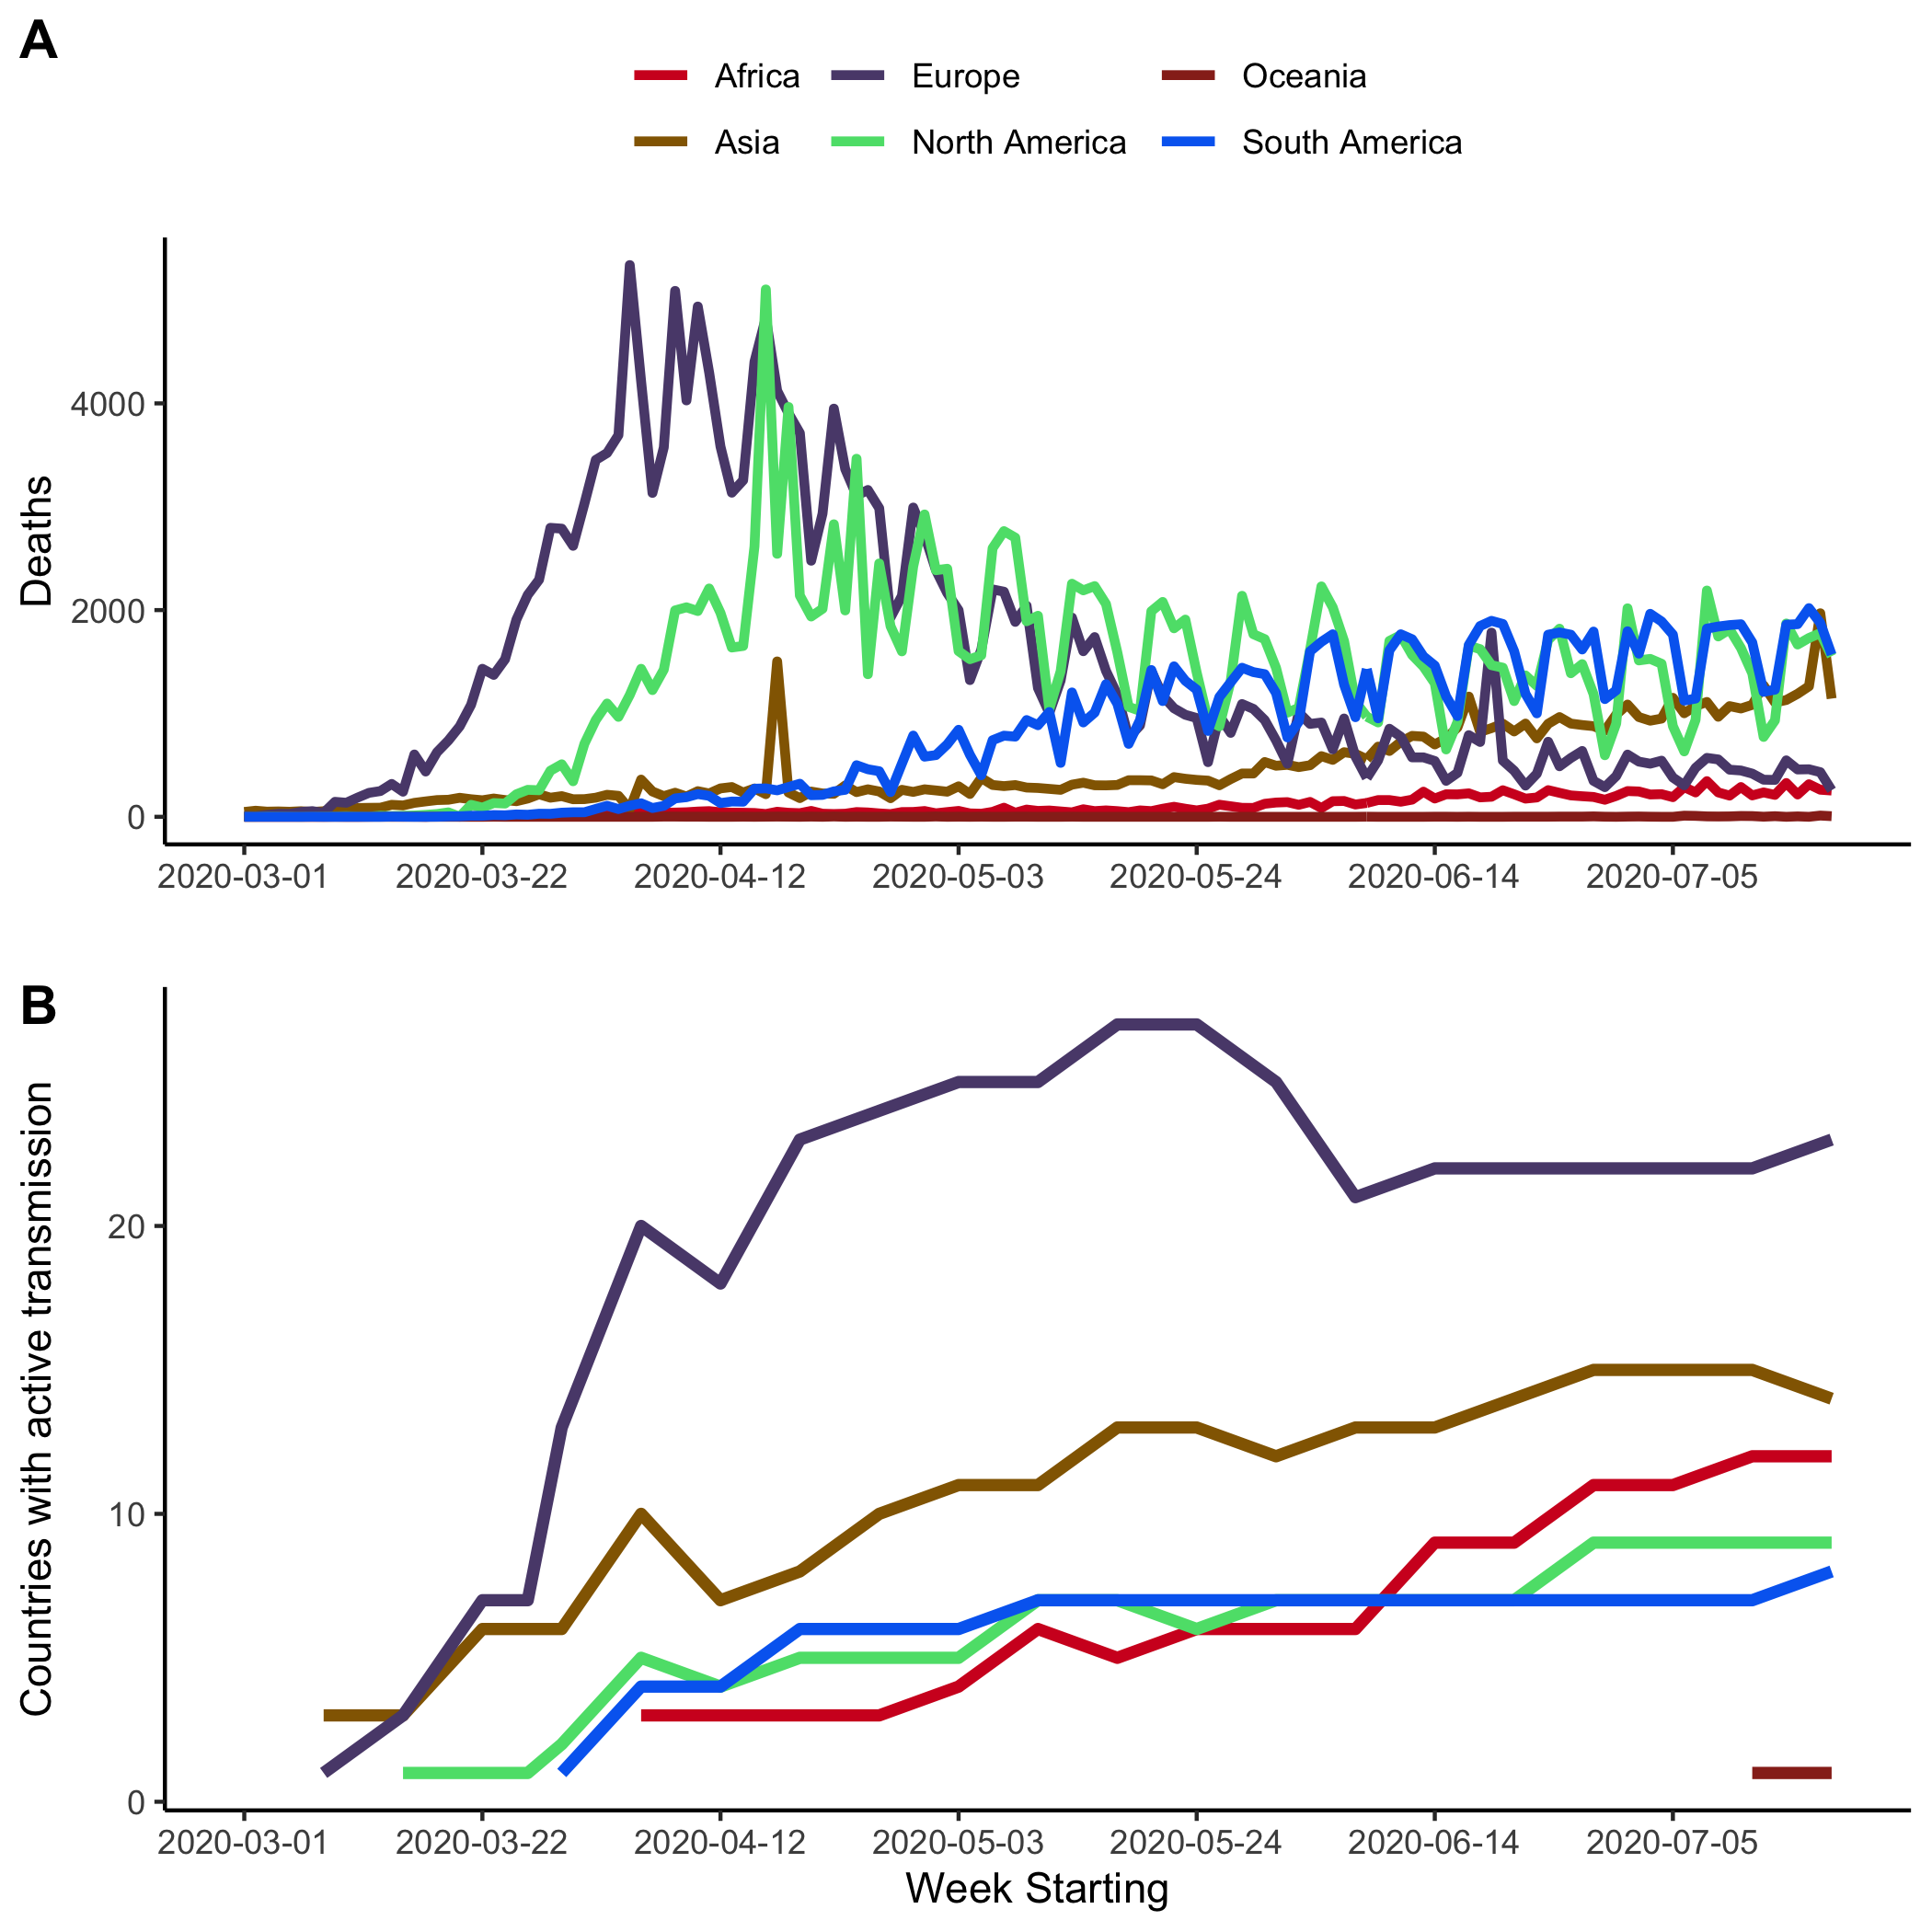 A
Africa Europe Oceania
Asia North America South America
Deaths
4000
2000
0
2020-03-01 2020-03-22 2020-04-12 2020-05-03 2020-05-24 2020-06-14 2020-07-05
B
Countries with active transmission
20
10
0
2020-03-01 2020-03-22 2020-04-12 2020-05-03 2020-05-24 2020-06-14 2020-07-05
Week Starting